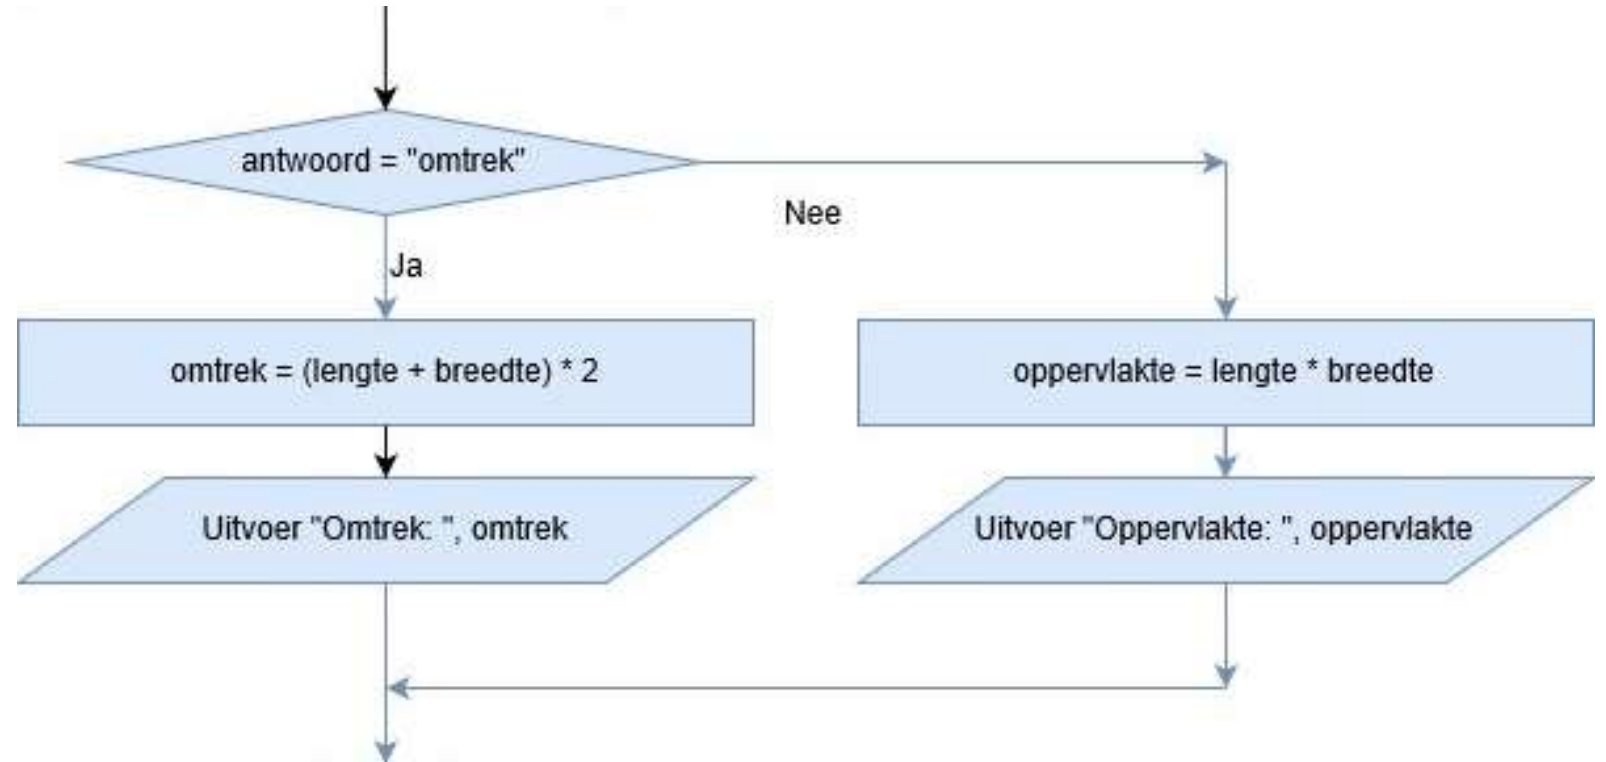 antwoord = "omtrek"
Nee
Ja
omtrek = (lengte + breedte) * 2
oppervlakte = lengte * breedte
Uitvoer "Omtrek: ", omtrek
Uitvoer "Oppervlakte: ", oppervlakte